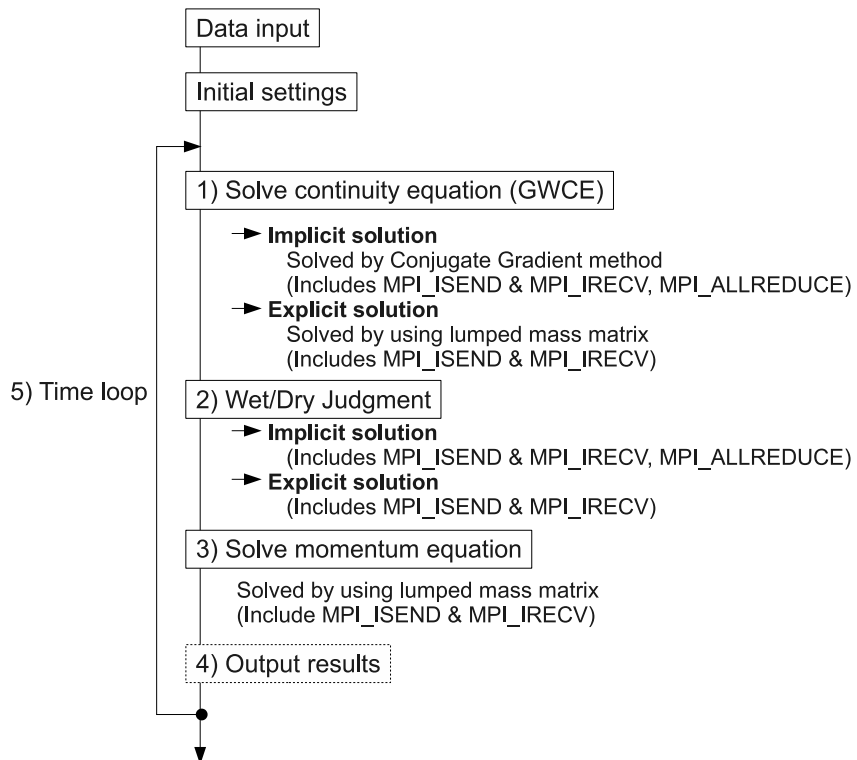 Data input
Initial settings
1) Solve continuity equation (GWCE)
Implicit solution
Solved by Conjugate Gradient method
(Includes MPI_ISEND & MPI_IRECV, MPI_ALLREDUCE)
Explicit solution
Solved by using lumped mass matrix
(Includes MPI_ISEND & MPI_IRECV)
5) Time loop
2) Wet/Dry Judgment
Implicit solution
(Includes MPI_ISEND & MPI_IRECV, MPI_ALLREDUCE)
Explicit solution
(Includes MPI_ISEND & MPI_IRECV)
3) Solve momentum equation
Solved by using lumped mass matrix
(Include MPI_ISEND & MPI_IRECV)
4) Output results